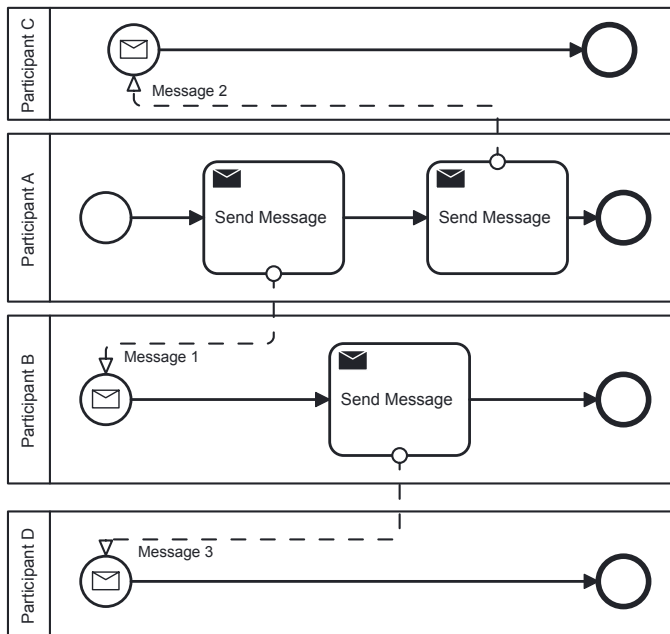 Participant C
Message 2
Participant A
Send Message
Send Message
Participant B
Message 1
Send Message
Participant D
Message 3